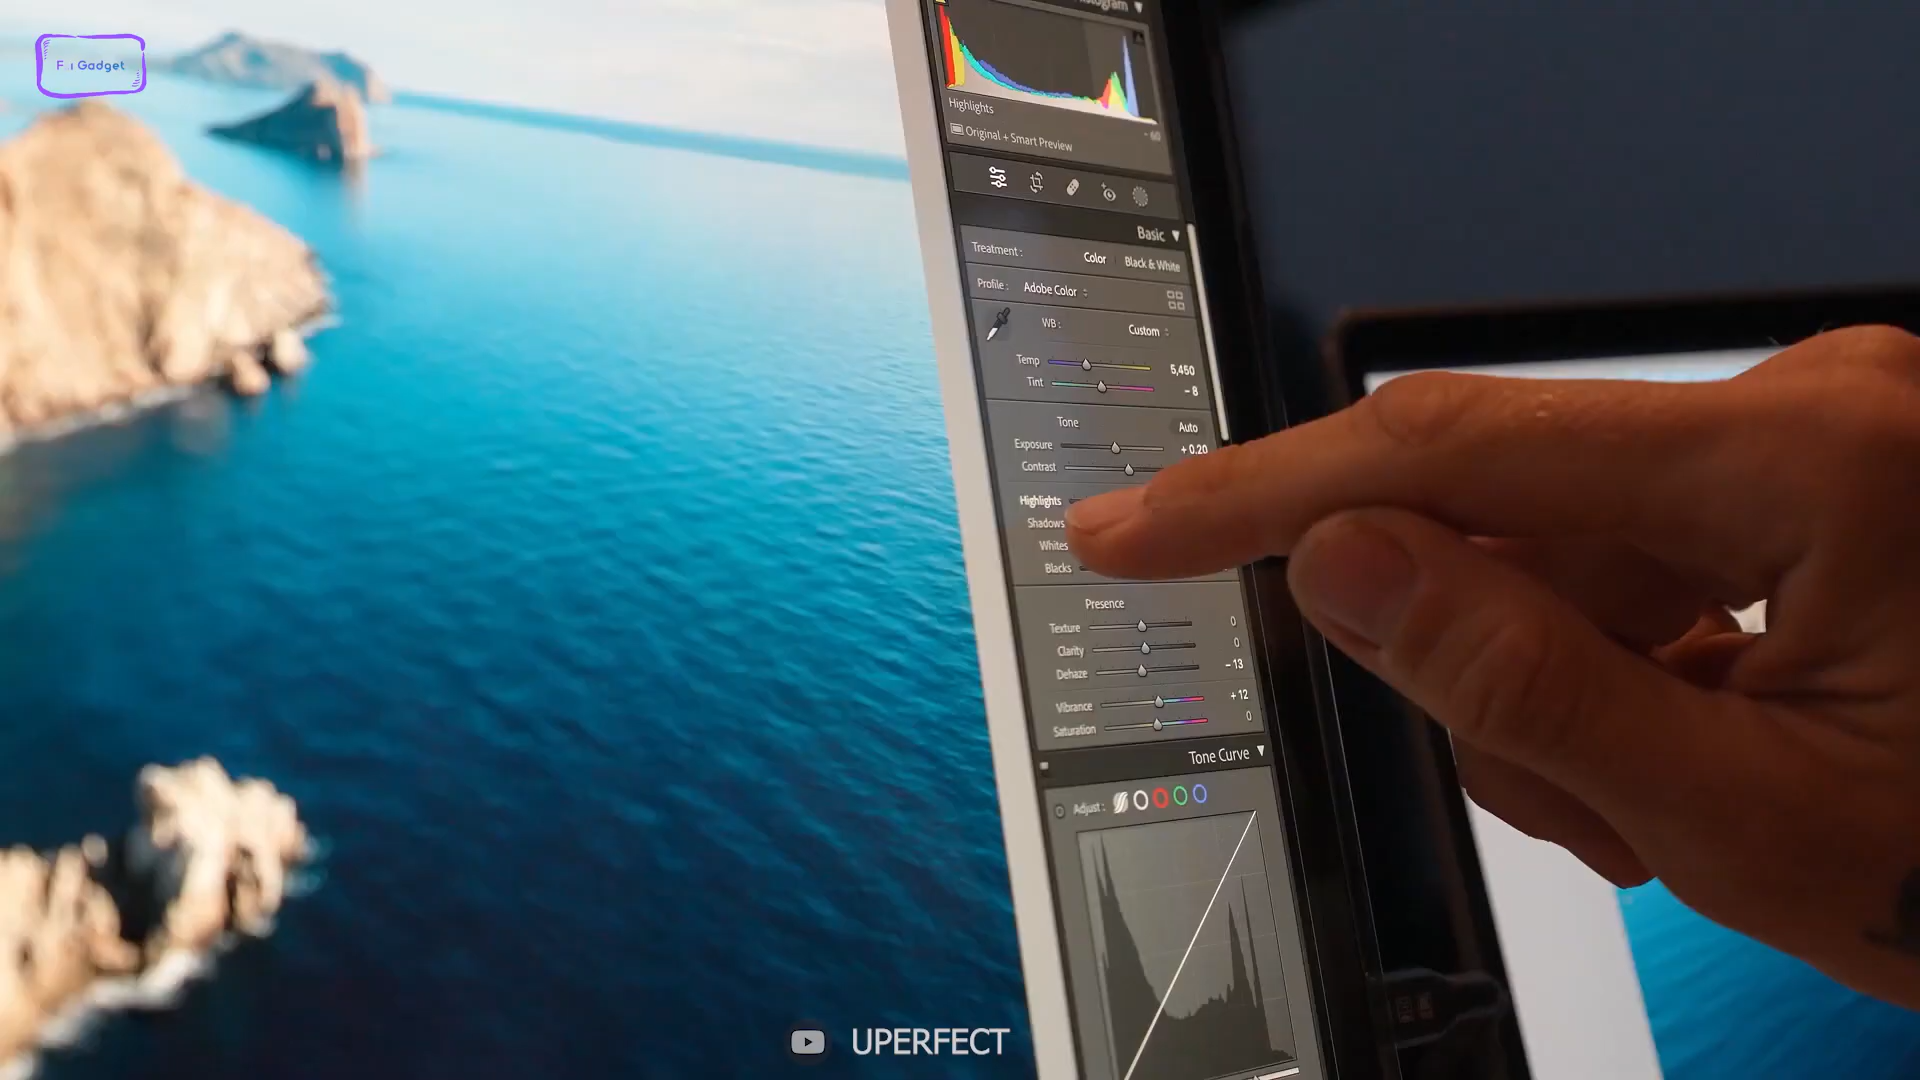 Gadget
Highlights
- 60
Original + Smart Preview
Basic
Treatment :
Color
Black & White
Profile :
Adobe Color
WB :
Custom
Temp
5,450
Tint
- 8
Tone
Auto
Exposure
+ 0.20
Contrast
Highlights
Shadows
Whites
Blacks
Presence
Texture
0
Clarity
0
Dehaze
- 13
Vibrance
+ 12
Saturation
0
Tone Curve
Adjust :
UPERFECT